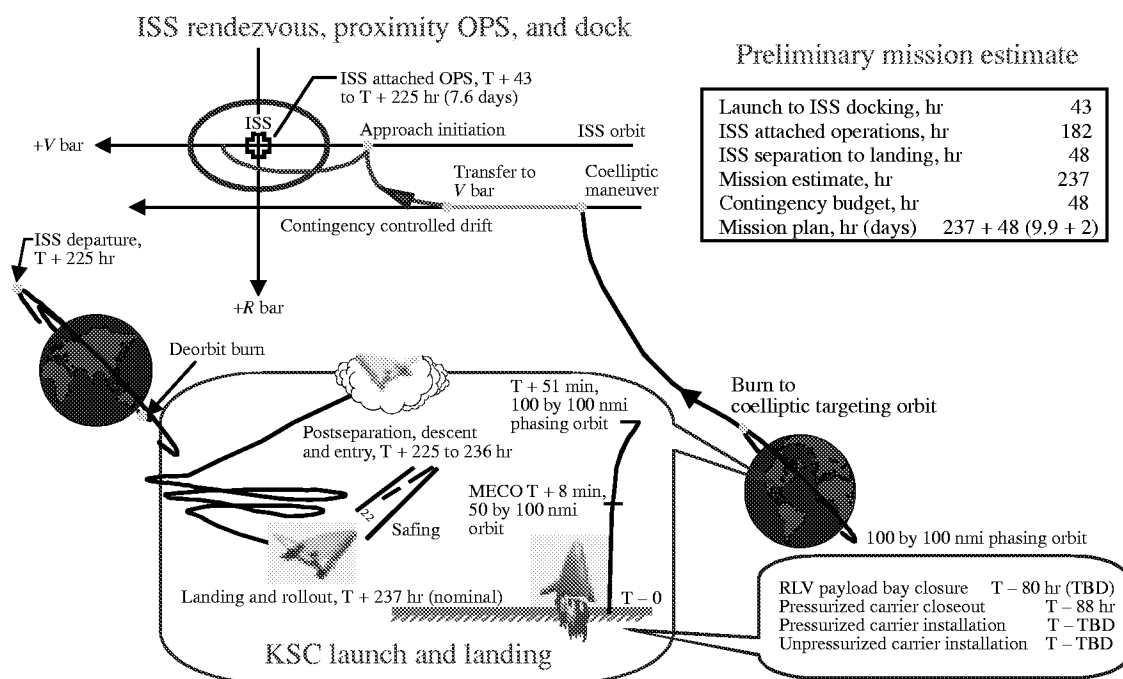 ISS rendezvous, proximity OPS, and dock
ISS attached OPS, T + 43
to T + 225 hr (7.6 days)
ISS
Approach initiation
ISS orbit
+V bar
Transfer to
V bar
Coelliptic
maneuver
Contingency controlled drift
+R bar
Preliminary mission estimate
Launch to ISS docking, hr 43
ISS attached operations, hr 182
ISS separation to landing, hr 48
Mission estimate, hr 237
Contingency budget, hr 48
Mission plan, hr (days) 237 + 48 (9.9 + 2)
ISS departure,
T + 225 hr
Deorbit burn
T + 51 min,
100 by 100 nmi
phasing orbit
Burn to
coelliptic targeting orbit
Postseparation, descent
and entry, T + 225 to 236 hr
MECO T + 8 min,
50 by 100 nmi
orbit
22
Safing
100 by 100 nmi phasing orbit
Landing and rollout, T + 237 hr (nominal)
T – 0
KSC launch and landing
RLV payload bay closure T – 80 hr (TBD)
Pressurized carrier closeout T – 88 hr
Pressurized carrier installation T – TBD
Unpressurized carrier installation T – TBD